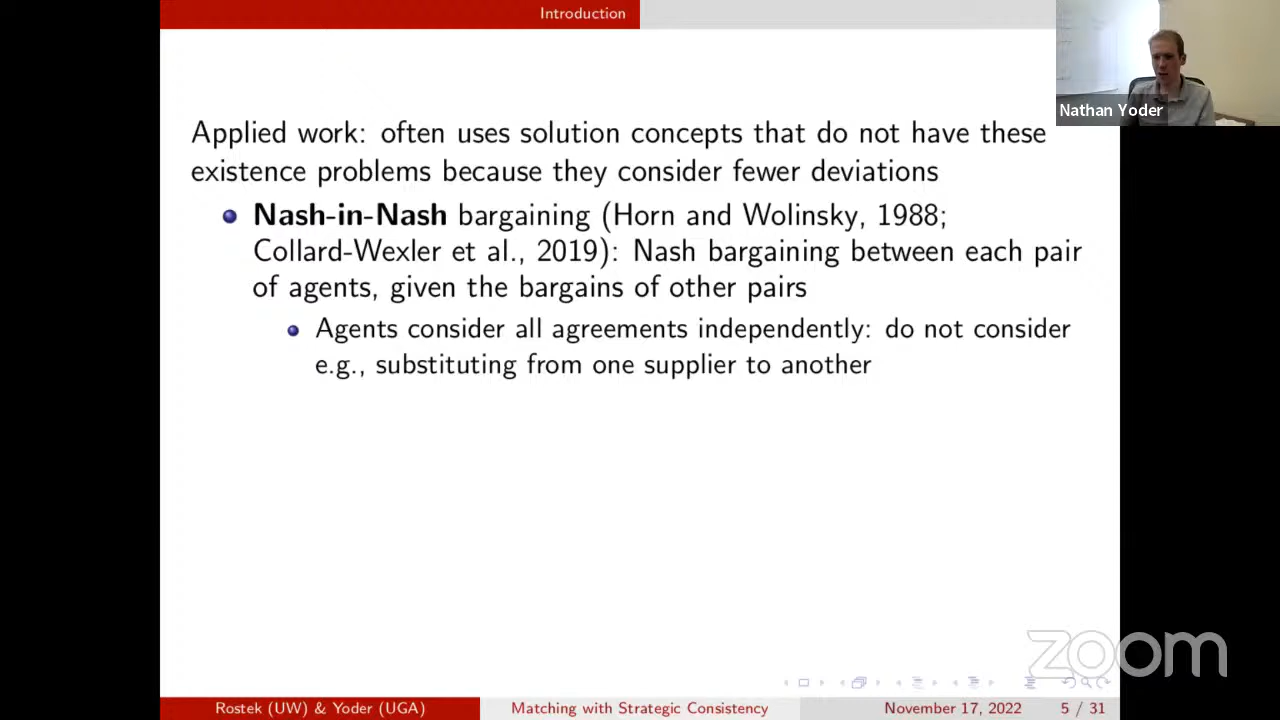 Introduction
Nathan Yoder
Applied work: often uses solution concepts that do not have these
existence problems because they consider fewer deviations
Nash-in-Nash bargaining (Horn and Wolinsky, 1988;
Collard-Wexler et al., 2019): Nash bargaining between each pair
of agents, given the bargains of other pairs
Agents consider all agreements independently: do not consider
e.g., substituting from one supplier to another
zoom
Rostek (UW) & Yoder (UGA) Matching with Strategic Consistency November 17, 2022 5 / 31